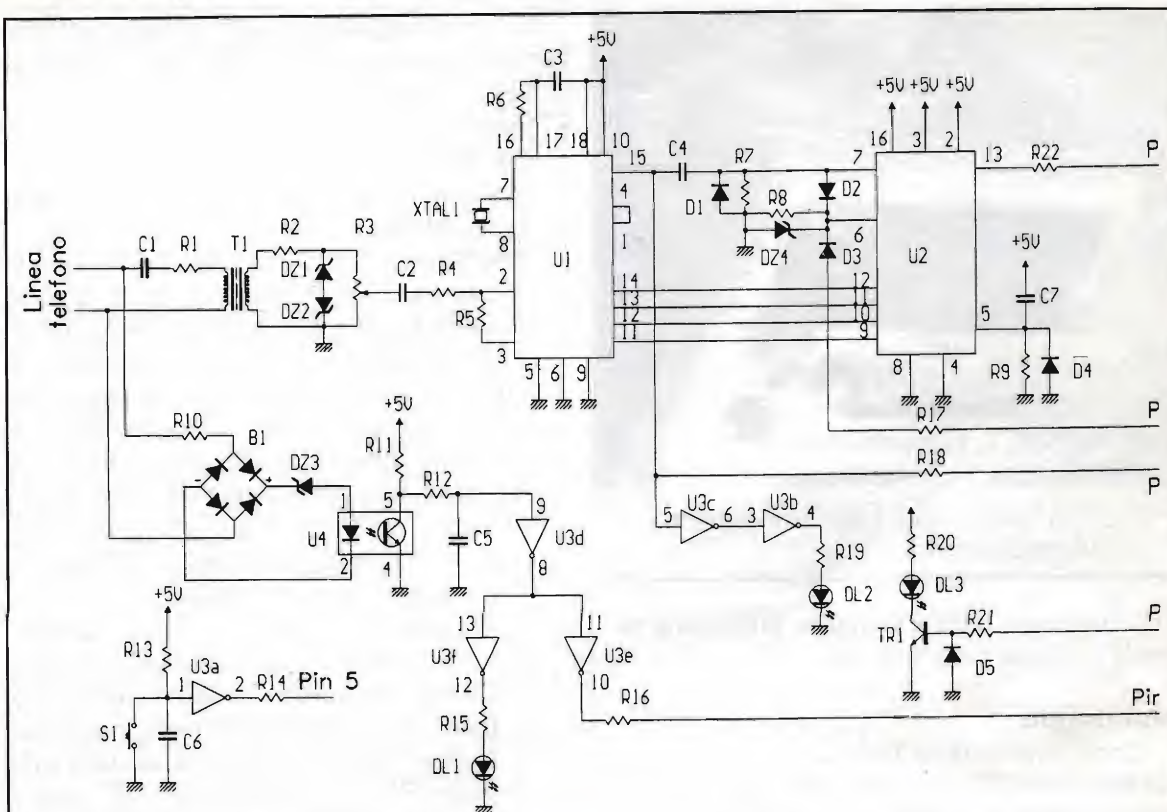 +5V
C3
R6
+5V +5V +5V
16 17 18 10
16 3 2
15 C4 R7
7 13 R22 P
7
XTAL1
8
4
1
D1 R8 D2
DZ4 D3
6
U1
U2
+5V
C7
Linea
telefono
C1 R1 T1 R2 R3
DZ1
DZ2
C2 R4
2
R5
3
14 12
13 11
12 10
11 9
5
R9 D4
5 6 9
8 4
R10
B1
- +
DZ3
+5V
R11
R12
1 5
U4
2 4
C5
9
U3d
8
R17 P
R18 P
5 U3c 6 3 U3b 4
R19
DL2
R20
DL3
TR1
R21 P
D5
+5V
R13
U3a
1 2 R14 Pin 5
S1
C6
13 11
U3f U3e
12 10
R15
R16 Pir
DL1